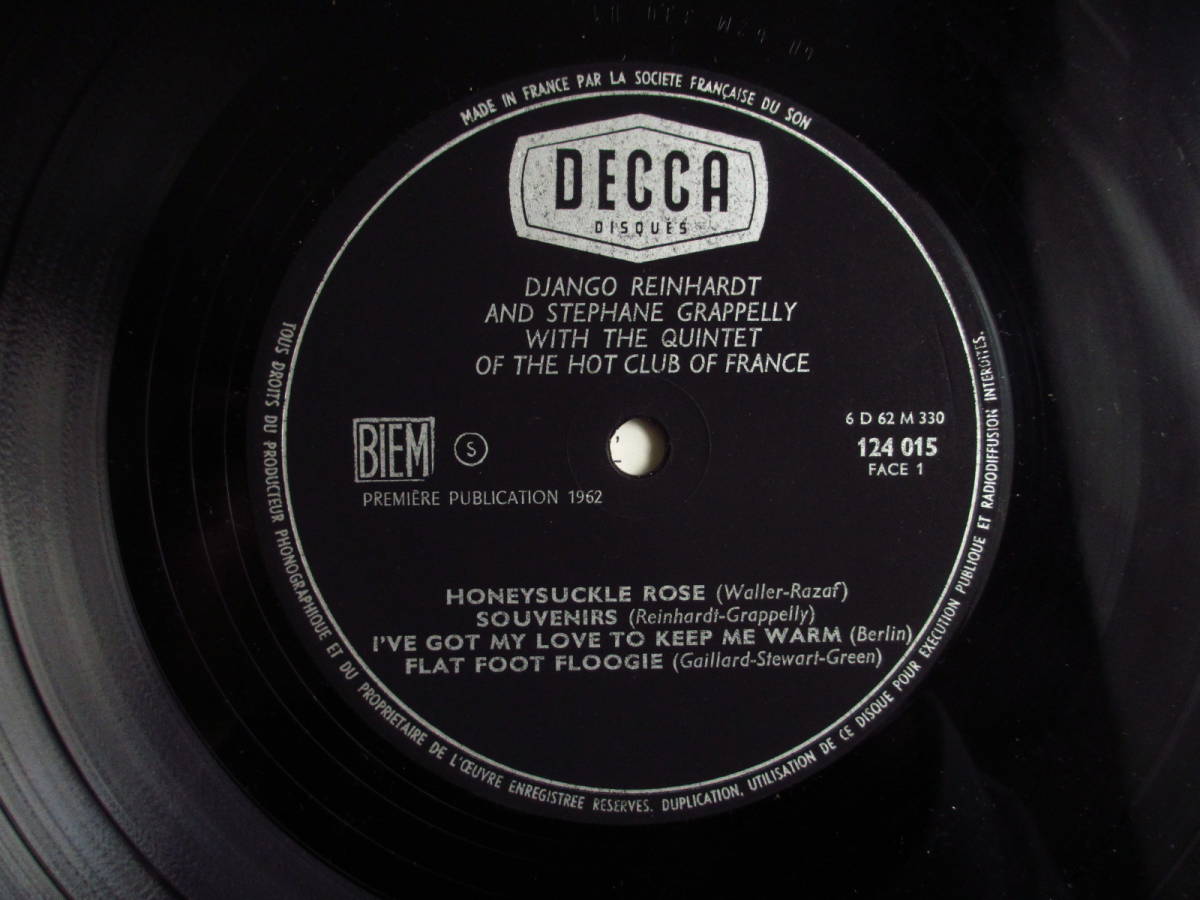 MADE IN FRANCE PAR LA SOCIETE FRANÇAISE DU SON
DECCA
DISQUES
DJANGO REINHARDT
AND STEPHANE GRAPPELLY
WITH THE QUINTET
OF THE HOT CLUB OF FRANCE
BIEM
S
6 D 62 M 330
124 015
FACE 1
PREMIÈRE PUBLICATION 1962
HONEYSUCKLE ROSE (Waller-Razaf)
SOUVENIRS (Reinhardt-Grappelly)
I'VE GOT MY LOVE TO KEEP ME WARM (Berlin)
FLAT FOOT FLOOGIE (Gaillard-Stewart-Green)
TOUS DROITS DU PRODUCTEUR PHONOGRAPHIQUE ET DU PROPRIETAIRE DE L'ŒUVRE ENREGISTREE RESERVES. DUPLICATION, UTILISATION DE CE DISQUE POUR EXECUTION PUBLIQUE ET RADIODIFFUSION INTERDITES.